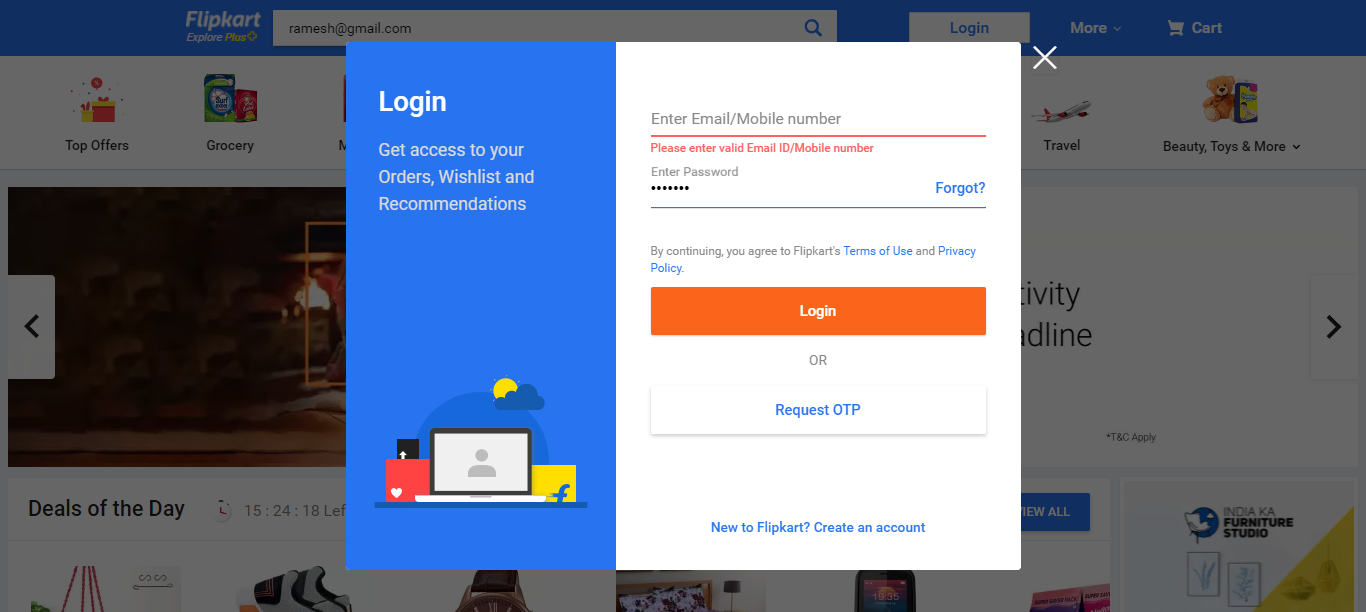 Flipkart
Explore Plus
ramesh@gmail.com
Login
More
Cart
Top Offers
Grocery
M
Travel
Beauty, Toys & More
Login
Get access to your
Orders, Wishlist and
Recommendations
Enter Email/Mobile number
Please enter valid Email ID/Mobile number
Enter Password
•••••••
Forgot?
By continuing, you agree to Flipkart's Terms of Use and Privacy
Policy.
Login
OR
Request OTP
New to Flipkart? Create an account
tivity
adline
*T&C Apply
Deals of the Day
15 : 24 : 18 Lef
IEW ALL
INDIA KA
FURNITURE
STUDIO
19:35